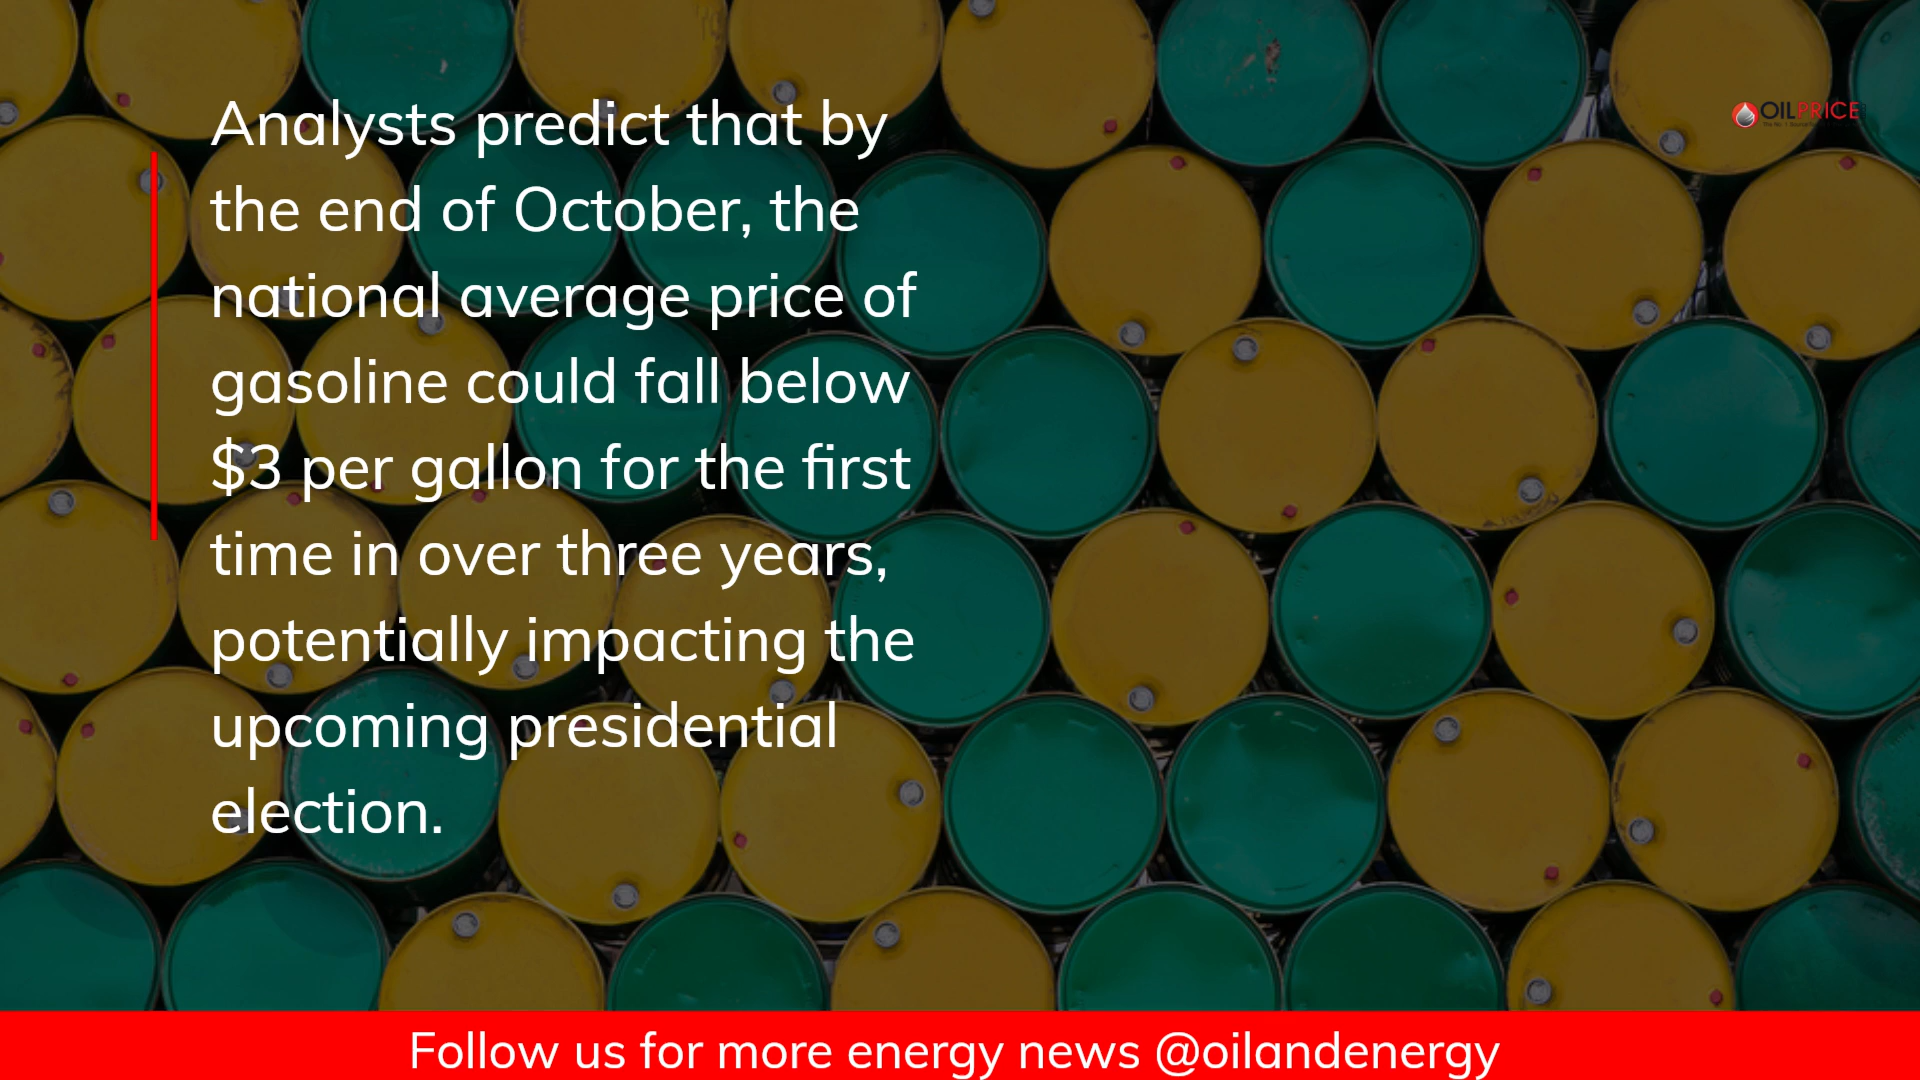 Analysts predict that by
the end of October, the
national average price of
gasoline could fall below
$3 per gallon for the first
time in over three years,
potentially impacting the
upcoming presidential
election.
OILPRICE
Follow us for more energy news @oilandenergy